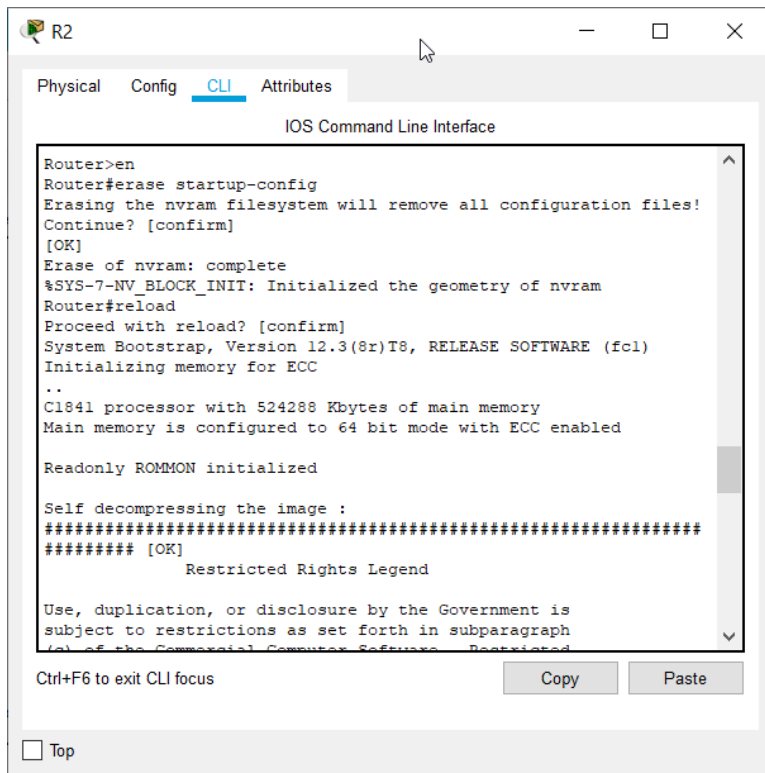 R2
Physical Config CLI Attributes
IOS Command Line Interface
Router>en
Router#erase startup-config
Erasing the nvram filesystem will remove all configuration files!
Continue? [confirm]
[OK]
Erase of nvram: complete
%SYS-7-NV_BLOCK_INIT: Initialized the geometry of nvram
Router#reload
Proceed with reload? [confirm]
System Bootstrap, Version 12.3(8r)T8, RELEASE SOFTWARE (fc1)
Initializing memory for ECC
..
C1841 processor with 524288 Kbytes of main memory
Main memory is configured to 64 bit mode with ECC enabled
Readonly ROMMON initialized
Self decompressing the image :
#################################################################
######### [OK]
Restricted Rights Legend
Use, duplication, or disclosure by the Government is
subject to restrictions as set forth in subparagraph
(c) of the Commercial Computer Software - Restricted
Ctrl+F6 to exit CLI focus
Copy Paste
Top